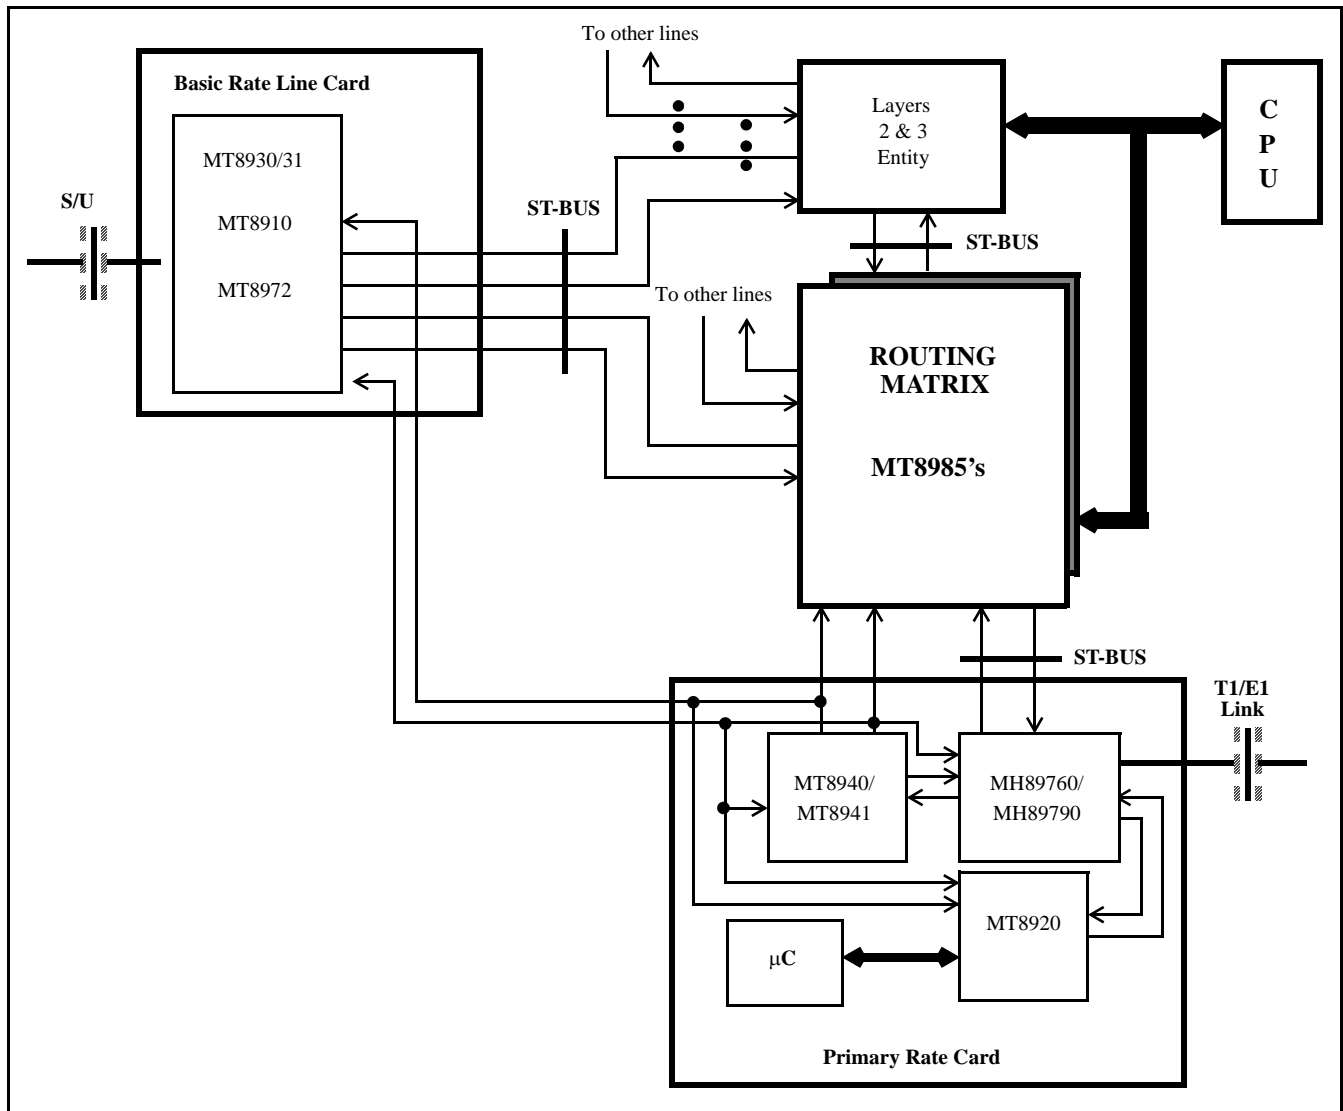 To other lines
Basic Rate Line Card
MT8930/31
MT8910
MT8972
S/U
ST-BUS
Layers
2 & 3
Entity
C
P
U
ST-BUS
To other lines
ROUTING
MATRIX
MT8985's
ST-BUS
T1/E1
Link
MT8940/
MT8941
MH89760/
MH89790
MT8920
μC
Primary Rate Card